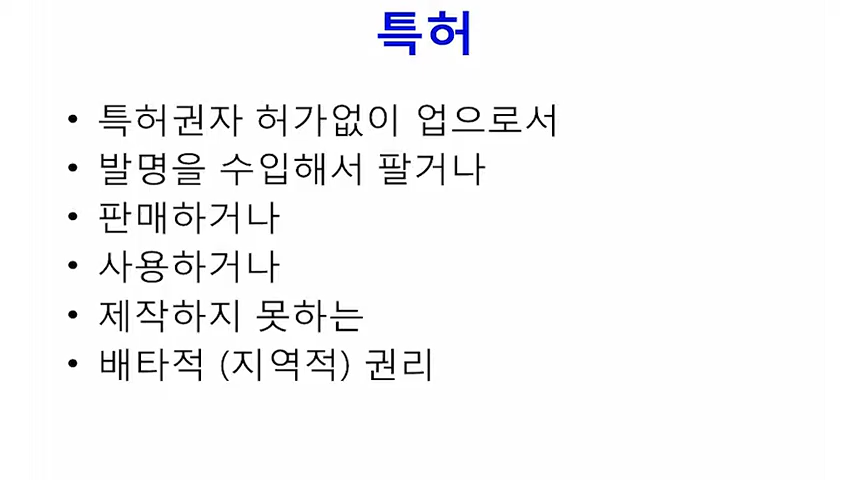 특허
• 특허권자 허가없이 업으로서
• 발명을 수입해서 팔거나
• 판매하거나
• 사용하거나
• 제작하지 못하는
• 배타적 (지역적) 권리